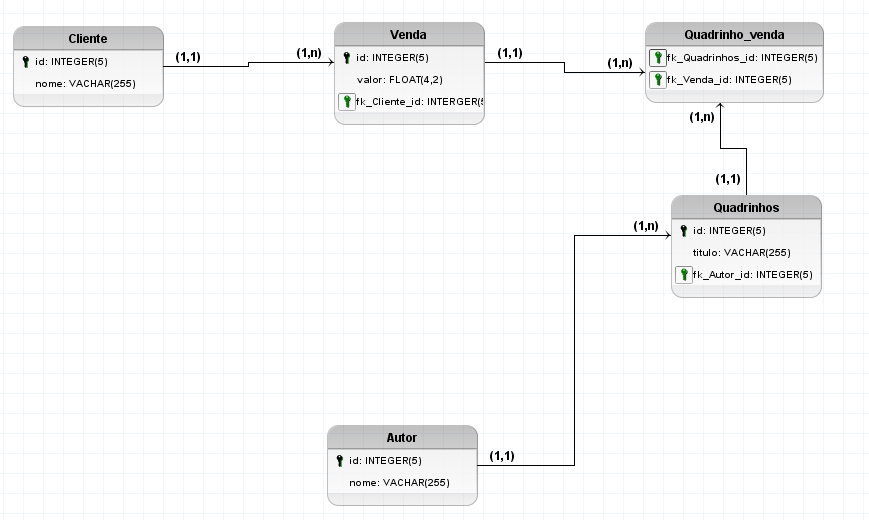 Cliente
id: INTEGER(5)
nome: VACHAR(255)
(1,1)
(1,n)
Venda
id: INTEGER(5)
valor: FLOAT(4,2)
fk_Cliente_id: INTERGER(5
(1,1)
(1,n)
Quadrinho_venda
fk_Quadrinhos_id: INTEGER(5)
fk_Venda_id: INTEGER(5)
(1,n)
(1,1)
Quadrinhos
id: INTEGER(5)
titulo: VACHAR(255)
fk_Autor_id: INTEGER(5)
(1,n)
Autor
id: INTEGER(5)
nome: VACHAR(255)
(1,1)